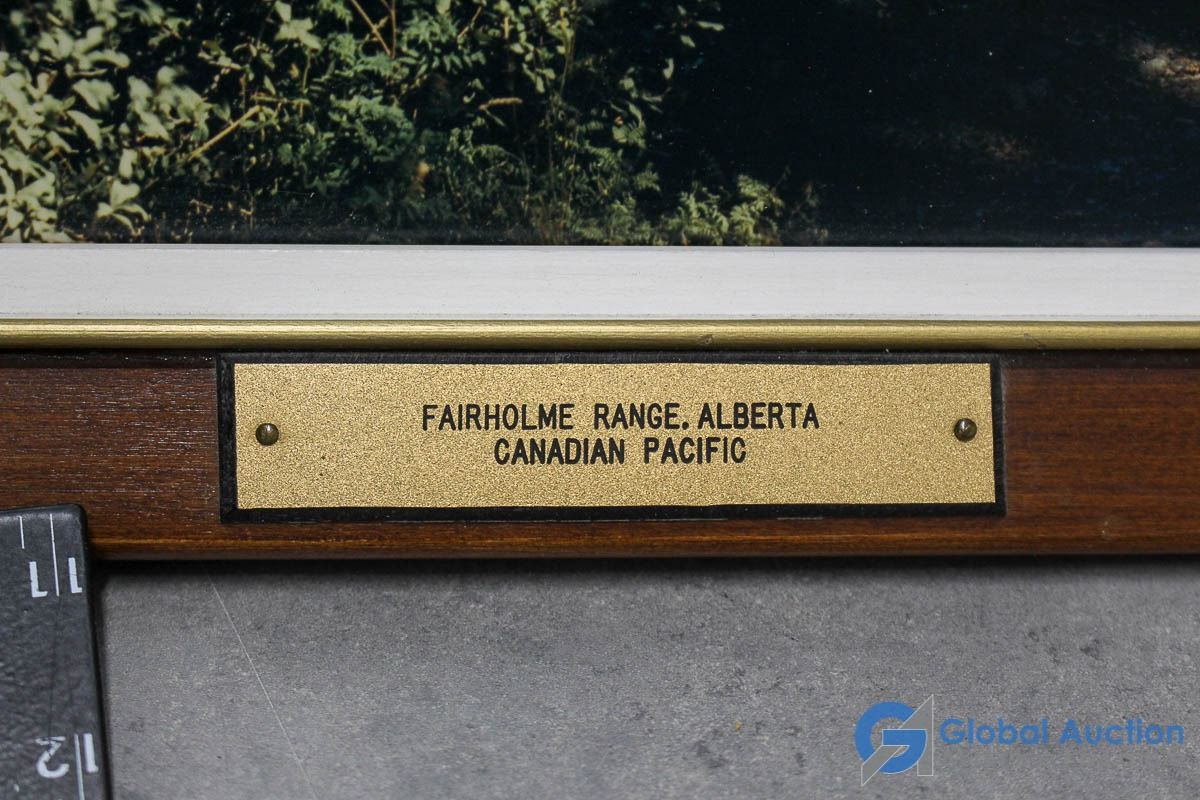 FAIRHOLME RANGE. ALBERTA
CANADIAN PACIFIC
11
12
Global Auction